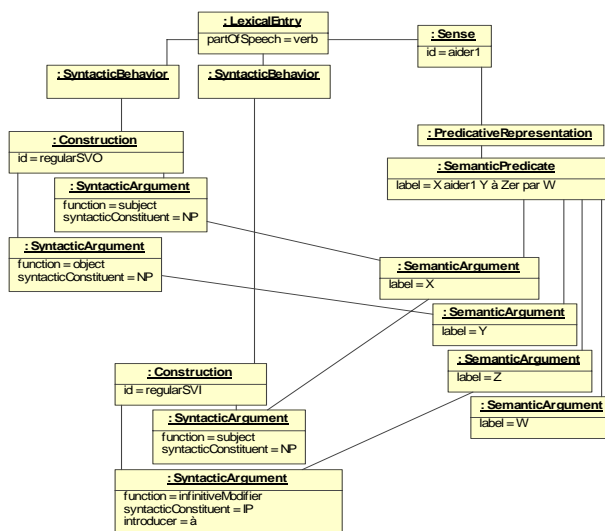 : LexicalEntry
partOfSpeech = verb
: Sense
id = aider1
: SyntacticBehavior
: SyntacticBehavior
: Construction
id = regularSVO
: PredicativeRepresentation
: SemanticPredicate
label = X aider1 Y à Zer par W
: SyntacticArgument
function = subject
syntacticConstituent = NP
: SyntacticArgument
function = object
syntacticConstituent = NP
: SemanticArgument
label = X
: SemanticArgument
label = Y
: SemanticArgument
label = Z
: SemanticArgument
label = W
: Construction
id = regularSVI
: SyntacticArgument
function = subject
syntacticConstituent = NP
: SyntacticArgument
function = infinitiveModifier
syntacticConstituent = IP
introducer = à